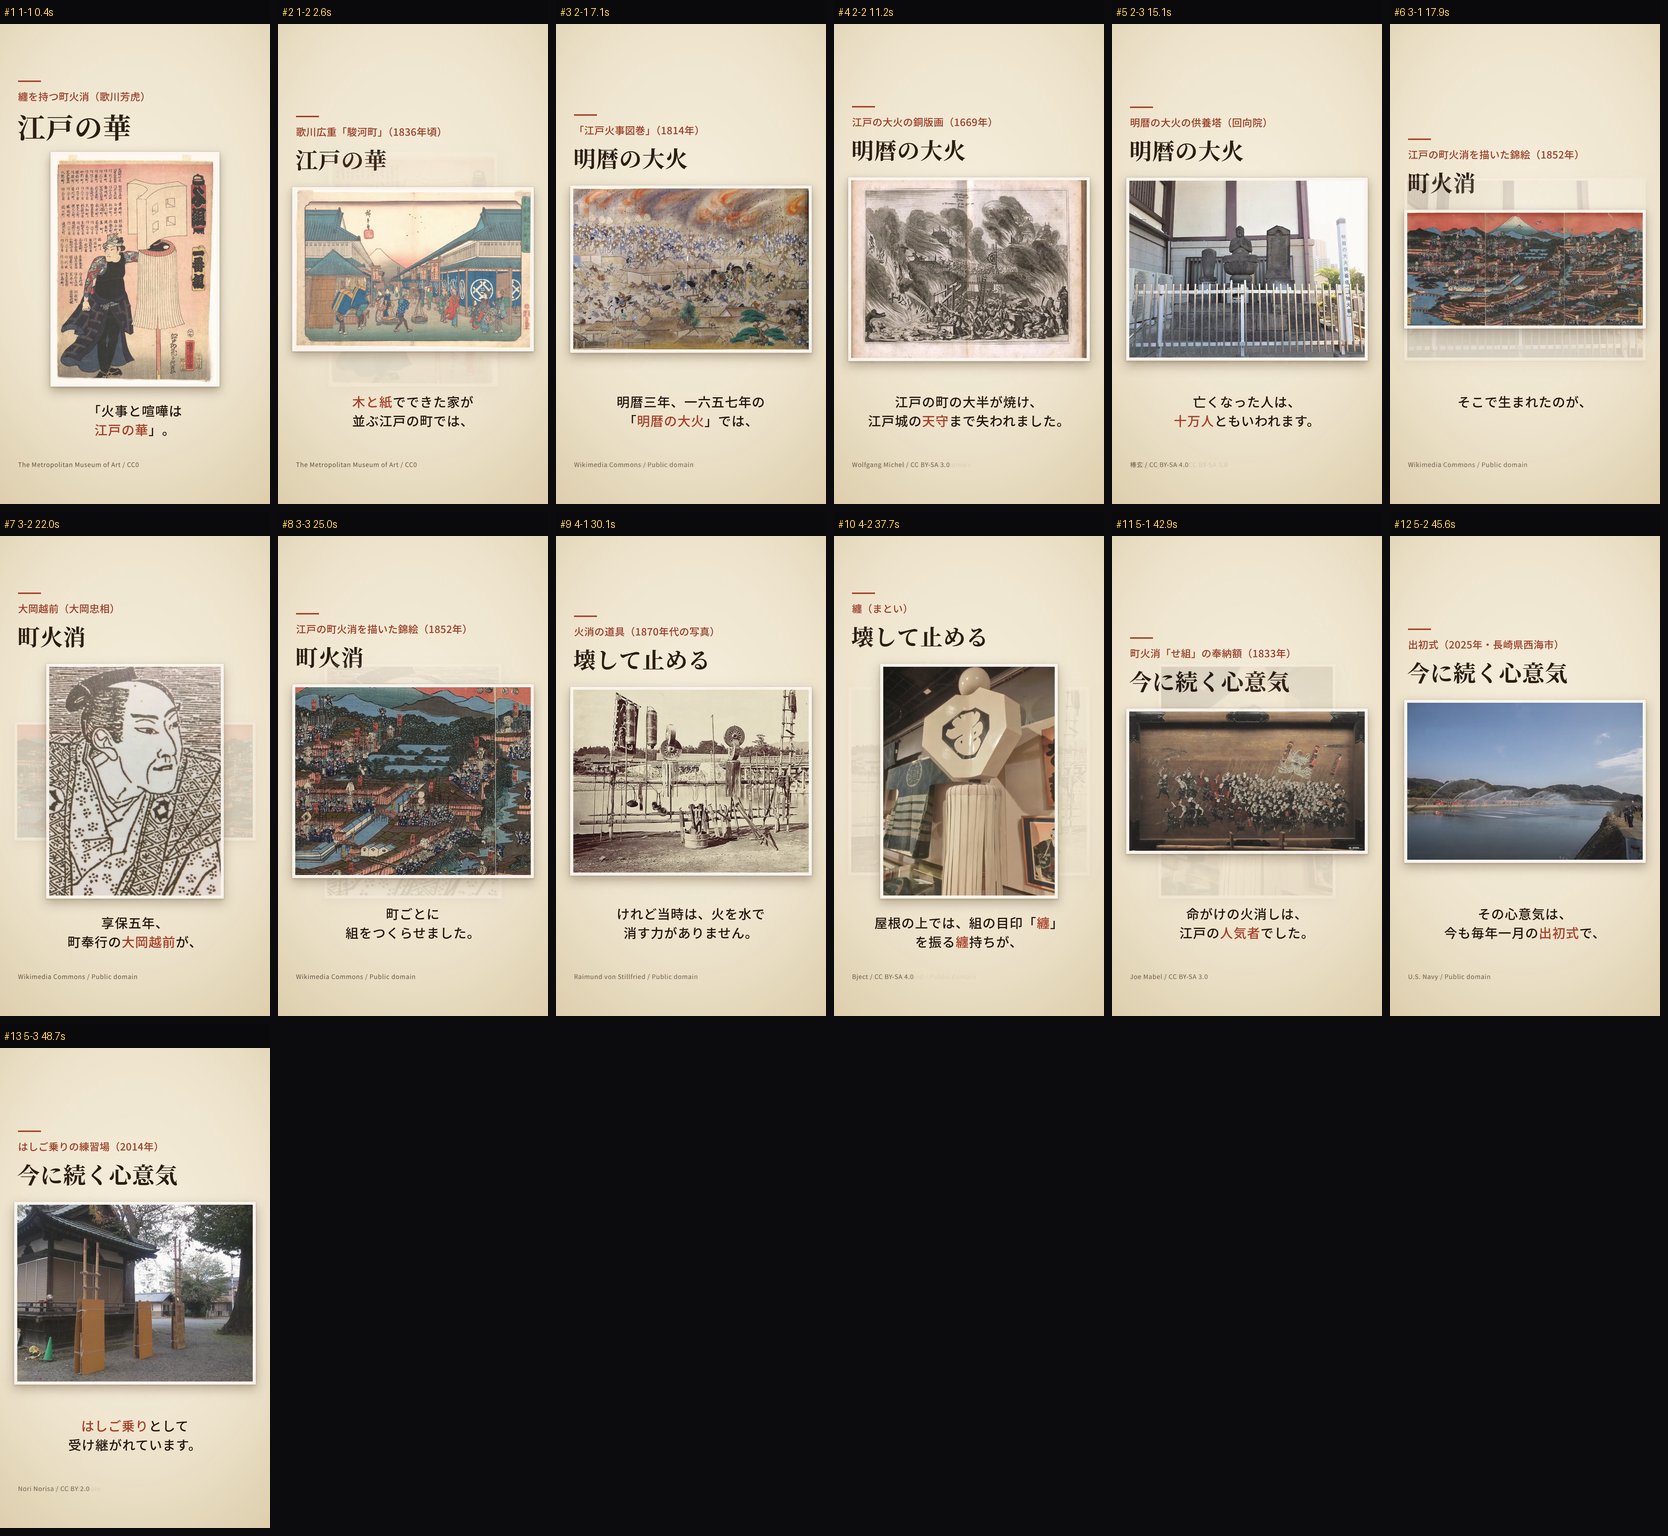 #1 1-1 0.4s
纏を持つ町火消（歌川芳虎）
江戸の華
「火事と喧嘩は
江戸の華」。
The Metropolitan Museum of Art / CC0
#2 1-2 2.6s
歌川広重「駿河町」（1836年頃）
江戸の華
木と紙でできた家が
並ぶ江戸の町では、
The Metropolitan Museum of Art / CC0
#3 2-1 7.1s
「江戸火事図巻」（1814年）
明暦の大火
明暦三年、一六五七年の
「明暦の大火」では、
Wikimedia Commons / Public domain
#4 2-2 11.2s
江戸の大火の銅版画（1669年）
明暦の大火
江戸の町の大半が焼け、
江戸城の天守まで失われました。
Wolfgang Michel / CC BY-SA 3.0
#5 2-3 15.1s
明暦の大火の供養塔（回向院）
明暦の大火
亡くなった人は、
十万人ともいわれます。
椿玄 / CC BY-SA 4.0
#6 3-1 17.9s
江戸の町火消を描いた錦絵（1852年）
町火消
そこで生まれたのが、
Wikimedia Commons / Public domain
#7 3-2 22.0s
大岡越前（大岡忠相）
町火消
享保五年、
町奉行の大岡越前が、
Wikimedia Commons / Public domain
#8 3-3 25.0s
江戸の町火消を描いた錦絵（1852年）
町火消
町ごとに
組をつくらせました。
Wikimedia Commons / Public domain
#9 4-1 30.1s
火消の道具（1870年代の写真）
壊して止める
けれど当時は、火を水で
消す力がありません。
Raimund von Stillfried / Public domain
#10 4-2 37.7s
纏（まとい）
壊して止める
屋根の上では、組の目印「纏」
を振る纏持ちが、
Bject / CC BY-SA 4.0
#11 5-1 42.9s
町火消「せ組」の奉納額（1833年）
今に続く心意気
命がけの火消しは、
江戸の人気者でした。
Joe Mabel / CC BY-SA 3.0
#12 5-2 45.6s
出初式（2025年・長崎県西海市）
今に続く心意気
その心意気は、
今も毎年一月の出初式で、
U.S. Navy / Public domain
#13 5-3 48.7s
はしご乗りの練習場（2014年）
今に続く心意気
はしご乗りとして
受け継がれています。
Nori Norisa / CC BY 2.0